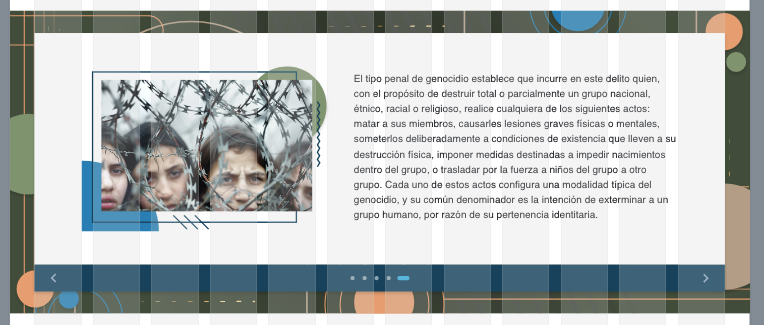 El tipo penal de genocidio establece que incurre en este delito quien,
con el propósito de destruir total o parcialmente un grupo nacional,
étnico, racial o religioso, realice cualquiera de los siguientes actos:
matar a sus miembros, causarles lesiones graves físicas o mentales,
someterlos deliberadamente a condiciones de existencia que lleven a su
destrucción física, imponer medidas destinadas a impedir nacimientos
dentro del grupo, o trasladar por la fuerza a niños del grupo a otro
grupo. Cada uno de estos actos configura una modalidad típica del
genocidio, y su común denominador es la intención de exterminar a un
grupo humano, por razón de su pertenencia identitaria.